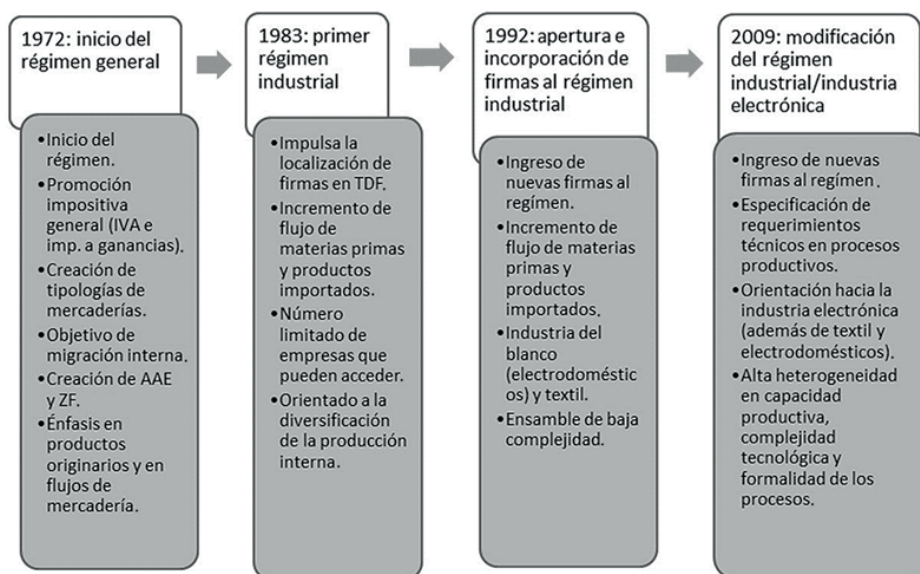 1972: inicio del
régimen general
•Inicio del
régimen.
•Promoción
impositiva
general (IVA e
imp. a ganancias).
•Creación de
tipologías de
mercaderías.
•Objetivo de
migración interna.
•Creación de AAE
y ZF.
•Énfasis en
productos
originarios y en
flujos de
mercadería.
1983: primer
régimen
industrial
•Impulsa la
localización de
firmas en TDF.
•Incremento de
flujo de
materias primas
y productos
importados.
•Número
limitado de
empresas que
pueden acceder.
•Orientado a la
diversificación
de la producción
interna.
1992: apertura e
incorporación de
firmas al régimen
industrial
•Ingreso de
nuevas firmas al
regímen.
•Incremento de
flujo de materias
primas y
productos
importados.
•Industria del
blanco
(electrodoméstic
os) y textil.
•Ensamble de baja
complejidad.
2009: modificación
del régimen
industrial/industria
electrónica
•Ingreso de nuevas
firmas al regímen.
•Especificación de
requerimientos
técnicos en procesos
productivos.
•Orientación hacia la
industria electrónica
(además de textil y
electrodomésticos).
•Alta heterogeneidad
en capacidad
productiva,
complejidad
tecnológica y
formalidad de los
procesos.